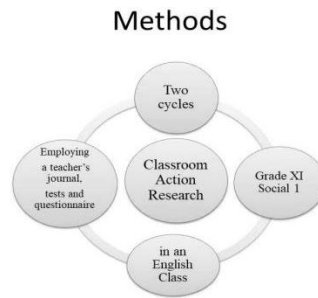 Methods
Two
cycles
Employing
a teacher's
journal,
tests and
questionnaire
Classroom
Action
Research
Grade XI
Social 1
in an
English
Class